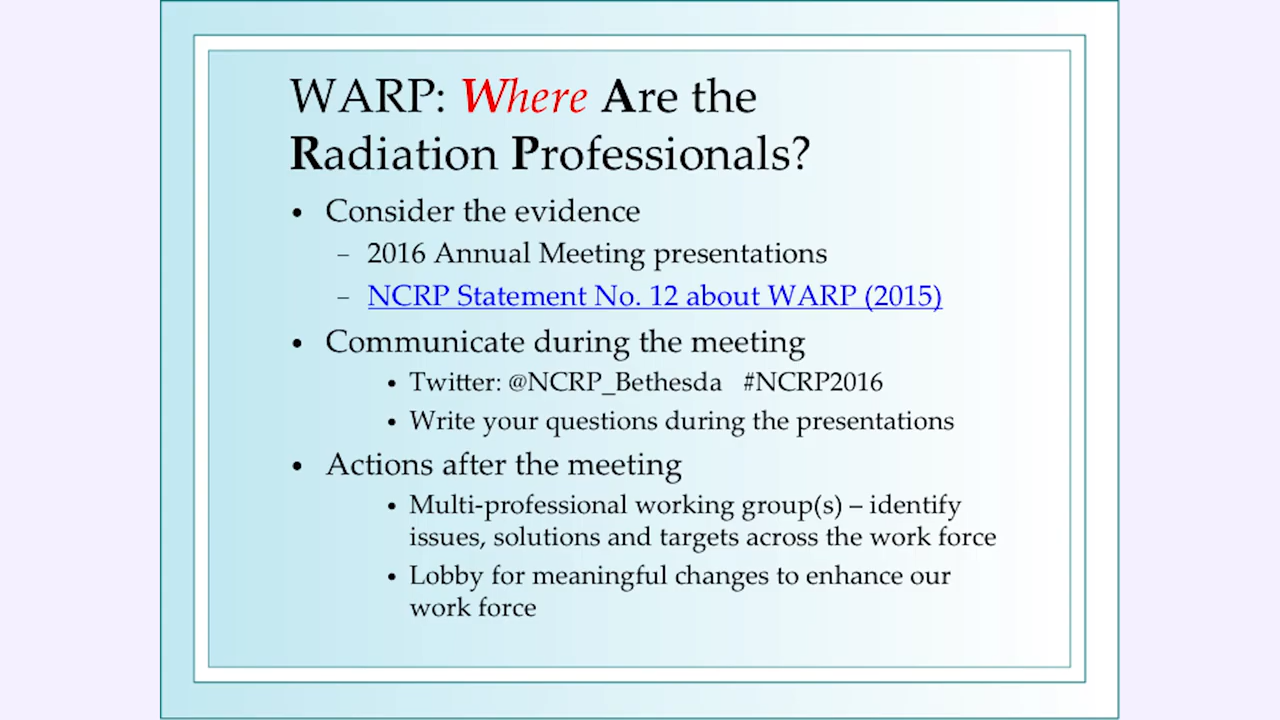 WARP: Where Are the
Radiation Professionals?
• Consider the evidence
– 2016 Annual Meeting presentations
– NCRP Statement No. 12 about WARP (2015)
• Communicate during the meeting
• Twitter: @NCRP_Bethesda #NCRP2016
• Write your questions during the presentations
• Actions after the meeting
• Multi-professional working group(s) – identify
issues, solutions and targets across the work force
• Lobby for meaningful changes to enhance our
work force